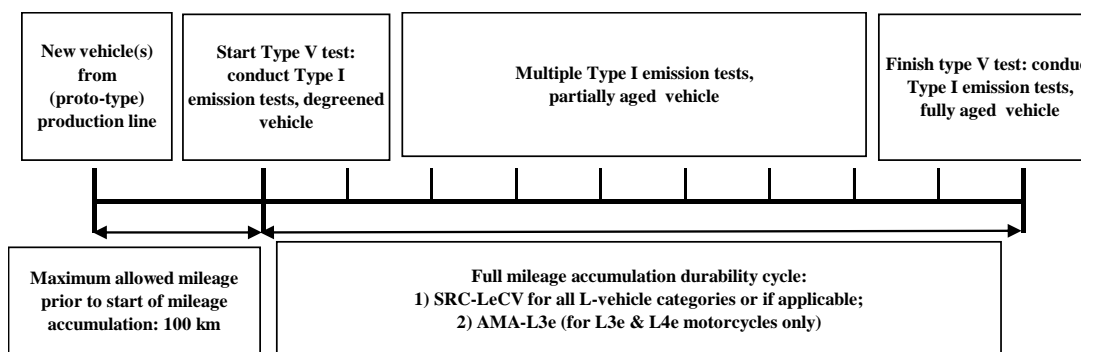 New vehicle(s)
from
(proto-type)
production line
Start Type V test:
conduct Type I
emission tests, degreened
vehicle
Multiple Type I emission tests,
partially aged vehicle
Finish type V test:
Type I emission tests,
fully aged vehicle
Maximum allowed mileage
prior to start of mileage
accumulation: 100 km
Full mileage accumulation durability cycle:
1) SRC-LeCV for all L-vehicle categories or if applicable;
2) AMA-L3e (for L3e & L4e motorcycles only)